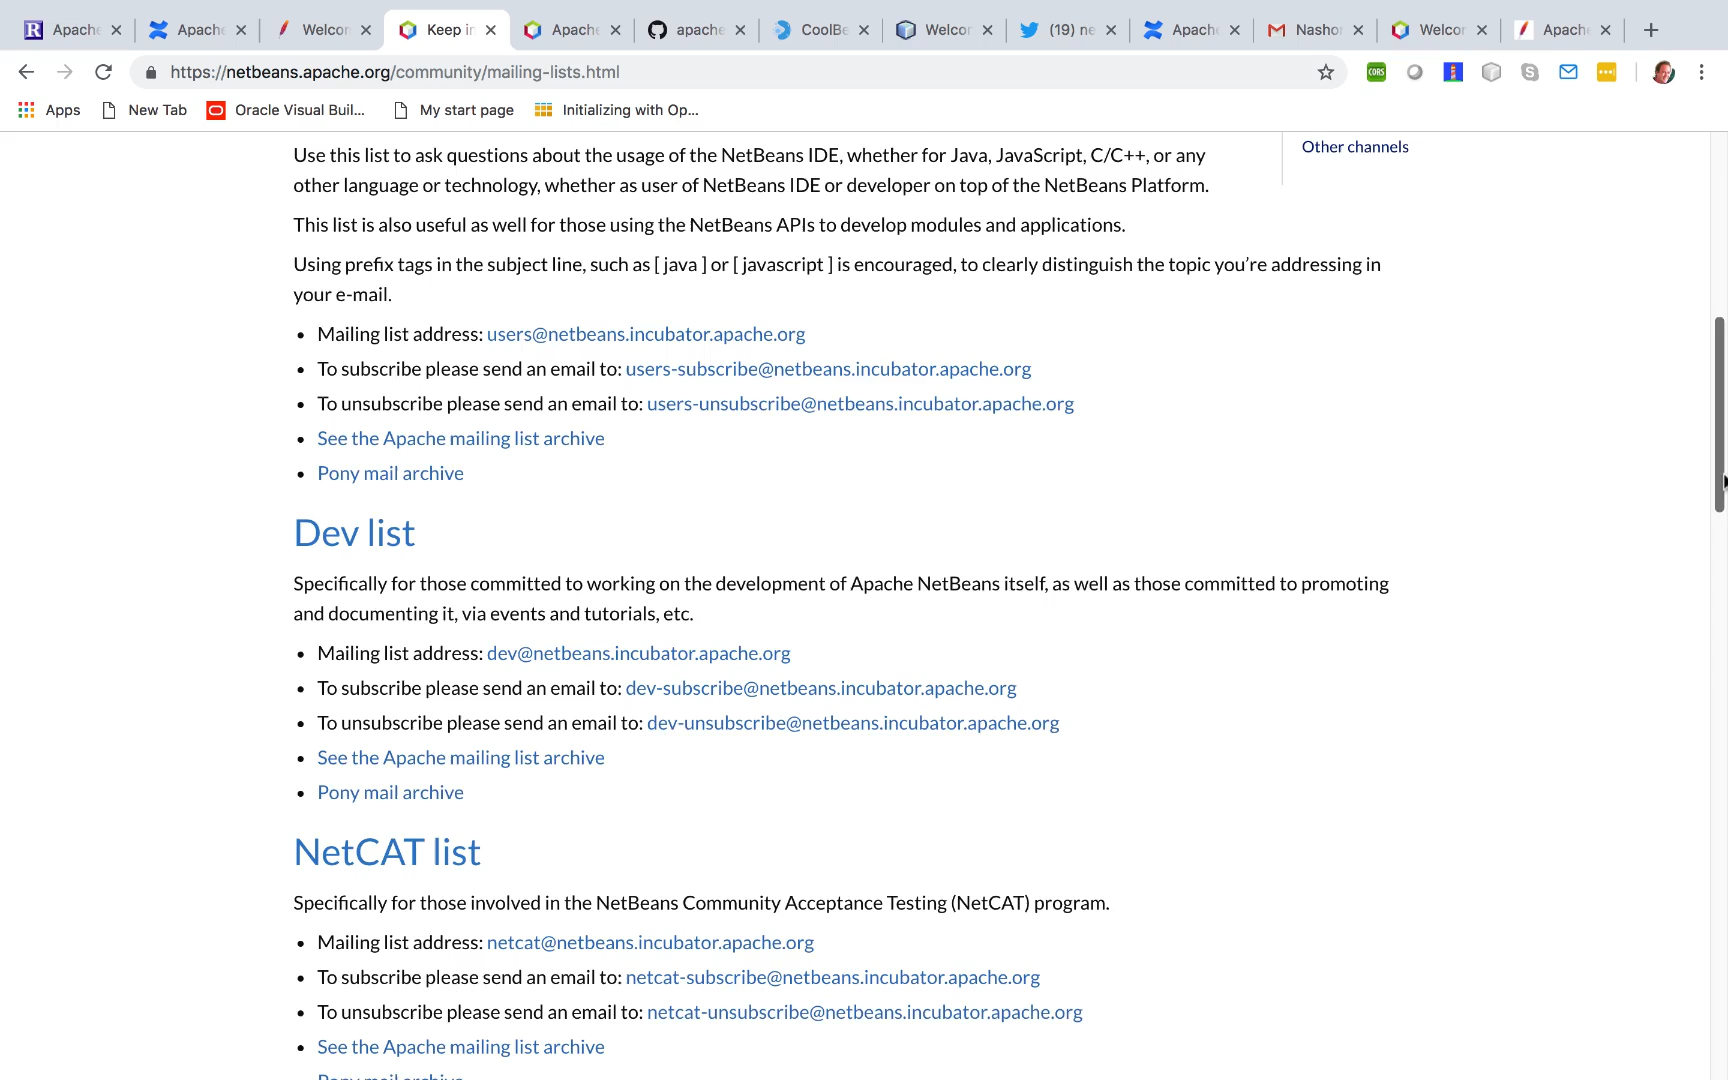 Apache
Apache
Welcom
Keep in
Apache
apache
CoolBe
Welcor
(19) ne
Apach
Nashor
Welcor
Apach
https://netbeans.apache.org/community/mailing-lists.html
CORS
Apps
New Tab
Oracle Visual Buil...
My start page
Initializing with Op...
Use this list to ask questions about the usage of the NetBeans IDE, whether for Java, JavaScript, C/C++, or any
other language or technology, whether as user of NetBeans IDE or developer on top of the NetBeans Platform.
Other channels
This list is also useful as well for those using the NetBeans APIs to develop modules and applications.
Using prefix tags in the subject line, such as [ java ] or [ javascript ] is encouraged, to clearly distinguish the topic you’re addressing in
your e-mail.
• Mailing list address: users@netbeans.incubator.apache.org
• To subscribe please send an email to: users-subscribe@netbeans.incubator.apache.org
• To unsubscribe please send an email to: users-unsubscribe@netbeans.incubator.apache.org
• See the Apache mailing list archive
• Pony mail archive
Dev list
Specifically for those committed to working on the development of Apache NetBeans itself, as well as those committed to promoting
and documenting it, via events and tutorials, etc.
• Mailing list address: dev@netbeans.incubator.apache.org
• To subscribe please send an email to: dev-subscribe@netbeans.incubator.apache.org
• To unsubscribe please send an email to: dev-unsubscribe@netbeans.incubator.apache.org
• See the Apache mailing list archive
• Pony mail archive
NetCAT list
Specifically for those involved in the NetBeans Community Acceptance Testing (NetCAT) program.
• Mailing list address: netcat@netbeans.incubator.apache.org
• To subscribe please send an email to: netcat-subscribe@netbeans.incubator.apache.org
• To unsubscribe please send an email to: netcat-unsubscribe@netbeans.incubator.apache.org
• See the Apache mailing list archive
Pony mail archive